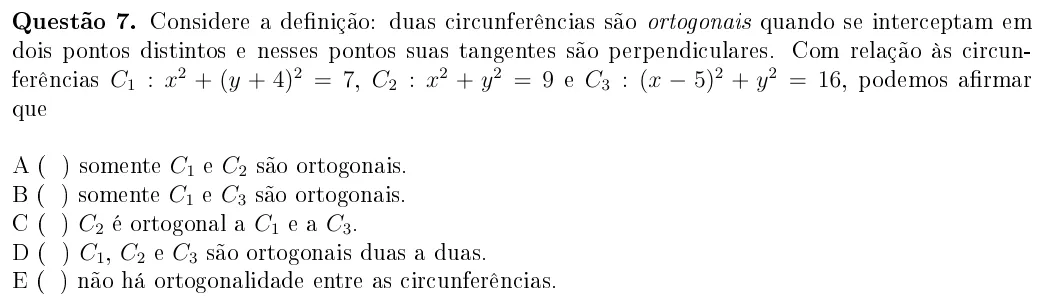 Questão 7. Considere a definição: duas circunferências são ortogonais quando se interceptam em
dois pontos distintos e nesses pontos suas tangentes são perpendiculares. Com relação às circun-
ferências C₁ : x² + (y + 4)² = 7, C₂ : x² + y² = 9 e C₃ : (x − 5)² + y² = 16, podemos afirmar
que
A ( ) somente C₁ e C₂ são ortogonais.
B ( ) somente C₁ e C₃ são ortogonais.
C ( ) C₂ é ortogonal a C₁ e a C₃.
D ( ) C₁, C₂ e C₃ são ortogonais duas a duas.
E ( ) não há ortogonalidade entre as circunferências.